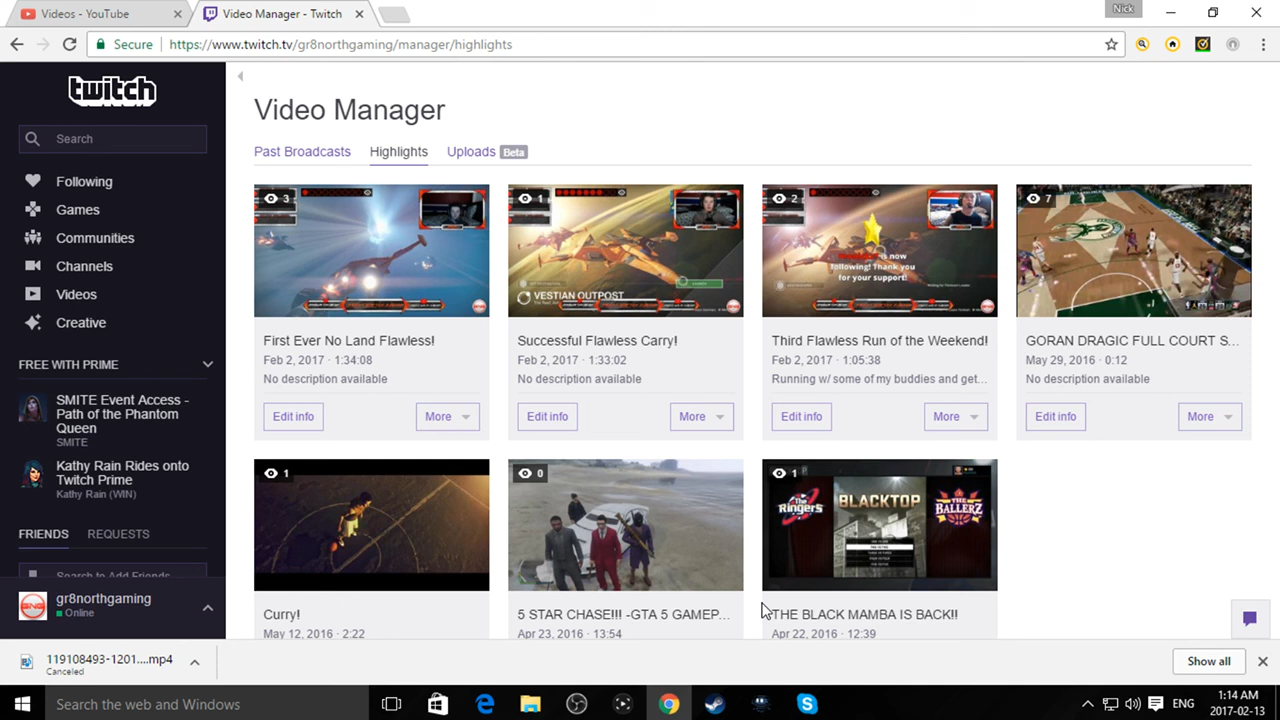 Videos - YouTube
Video Manager - Twitch
Nick
Secure
https://www.twitch.tv/gr8northgaming/manager/highlights
twitch
Search
Following
Games
Communities
Channels
Videos
Creative
FREE WITH PRIME
SMITE Event Access -
Path of the Phantom
Queen
SMITE
Kathy Rain Rides onto
Twitch Prime
Kathy Rain (WIN)
FRIENDS
REQUESTS
Search to Add Friends
gr8northgaming
Online
Video Manager
Past Broadcasts
Highlights
Uploads Beta
3
First Ever No Land Flawless!
Feb 2, 2017 · 1:34:08
No description available
Edit info
More
1
VESTIAN OUTPOST
Successful Flawless Carry!
Feb 2, 2017 · 1:33:02
No description available
Edit info
More
2
is now
following! Thank you
for your support!
Third Flawless Run of the Weekend!
Feb 2, 2017 · 1:05:38
Running w/ some of my buddies and get...
Edit info
More
7
GORAN DRAGIC FULL COURT S...
May 29, 2016 · 0:12
No description available
Edit info
More
1
Curry!
May 12, 2016 · 2:22
0
5 STAR CHASE!!! -GTA 5 GAMEP...
Apr 23, 2016 · 13:54
1
The Ringers
BLACKTOP
THE BALLERZ
THE BLACK MAMBA IS BACK!!
Apr 22, 2016 · 12:39
119108493-1201....mp4
Canceled
Show all
Search the web and Windows
ENG
1:14 AM
2017-02-13